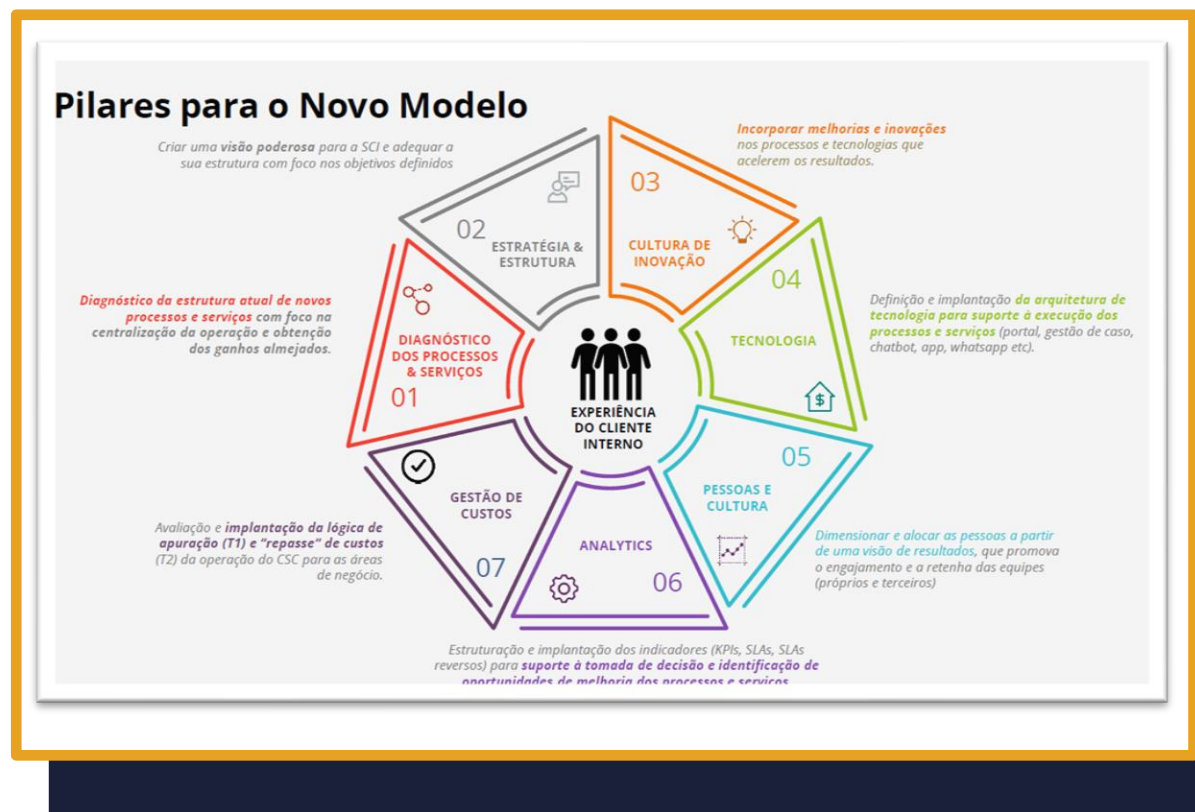 Pilares para o Novo Modelo
Criar uma visão poderosa para a SCI e adequar a
sua estrutura com foco nos objetivos definidos
Incorporar melhorias e inovações
nos processos e tecnologias que
acelerem os resultados.
03
02
ESTRATÉGIA &
ESTRUTURA
CULTURA DE
INOVAÇÃO
04
Diagnóstico da estrutura atual de novos
processos e serviços com foco na
centralização da operação e obtenção
dos ganhos almejados.
DIAGNÓSTICO
DOS PROCESSOS
& SERVIÇOS
01
TECNOLOGIA
Definição e implantação da arquitetura de
tecnologia para suporte à execução dos
processos e serviços (portal, gestão de caso,
chatbot, app, whatsapp etc).
$
EXPERIÊNCIA
DO CLIENTE
INTERNO
05
PESSOAS E
CULTURA
GESTÃO DE
CUSTOS
07
Avaliação e implantação da lógica de
apuração (T1) e “repasse” de custos
(T2) da operação do CSC para as áreas
de negócio.
ANALYTICS
06
Dimensionar e alocar as pessoas a partir
de uma visão de resultados, que promova
o engajamento e a retenha das equipes
(próprios e terceiros)
Estruturação e implantação dos indicadores (KPIs, SLAs, SLAs
reversos) para suporte à tomada de decisão e identificação de
oportunidades de melhoria dos processos e serviços